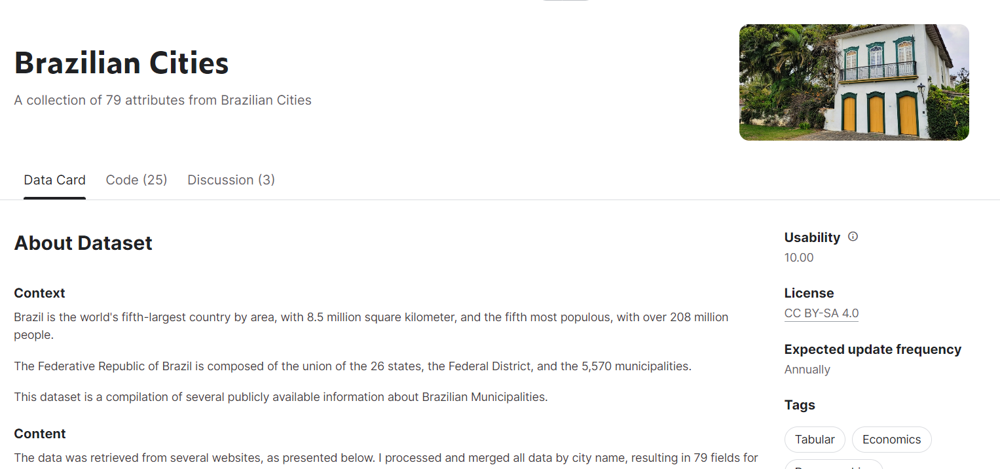 Brazilian Cities
A collection of 79 attributes from Brazilian Cities
Data Card
Code (25)
Discussion (3)
About Dataset
Context
Brazil is the world's fifth-largest country by area, with 8.5 million square kilometer, and the fifth most populous, with over 208 million
people.
The Federative Republic of Brazil is composed of the union of the 26 states, the Federal District, and the 5,570 municipalities.
This dataset is a compilation of several publicly available information about Brazilian Municipalities.
Content
The data was retrieved from several websites, as presented below. I processed and merged all data by city name, resulting in 79 fields for
Usability
10.00
License
CC BY-SA 4.0
Expected update frequency
Annually
Tags
Tabular
Economics